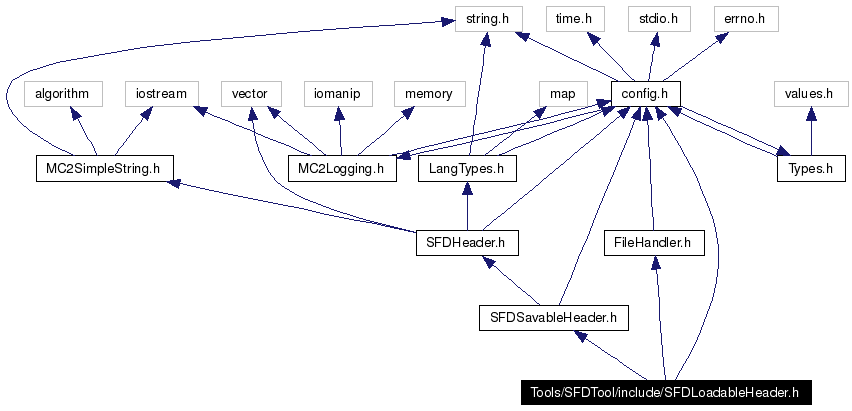 string.h
time.h
stdio.h
errno.h
algorithm
iostream
vector
iomanip
memory
map
config.h
values.h
MC2SimpleString.h
MC2Logging.h
LangTypes.h
Types.h
SFDHeader.h
FileHandler.h
SFDSavableHeader.h
Tools/SFDTool/include/SFDLoadableHeader.h